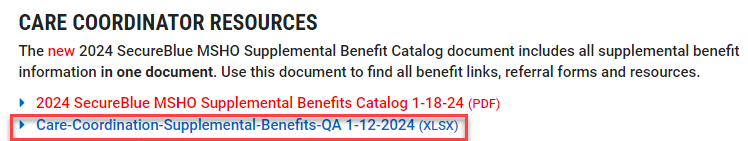 CARE COORDINATOR RESOURCES
The new 2024 SecureBlue MSHO Supplemental Benefit Catalog document includes all supplemental benefit
information in one document. Use this document to find all benefit links, referral forms and resources.
2024 SecureBlue MSHO Supplemental Benefits Catalog 1-18-24 (PDF)
Care-Coordination-Supplemental-Benefits-QA 1-12-2024 (XLSX)